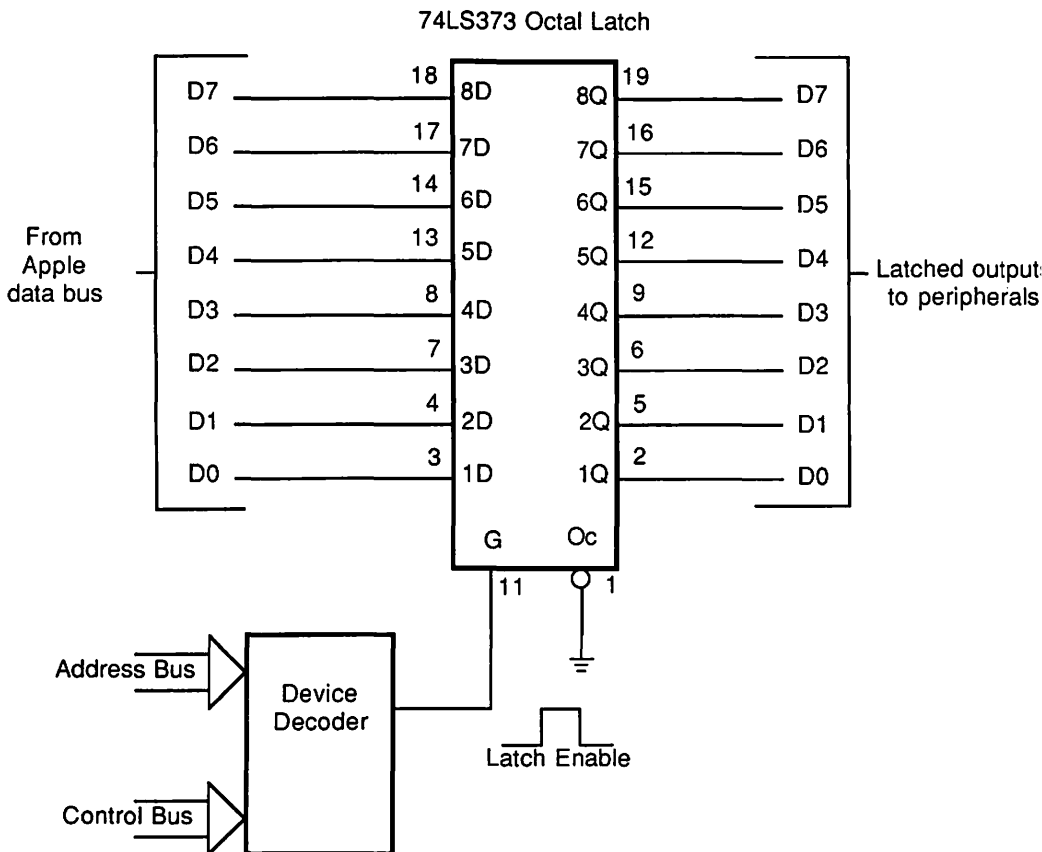 74LS373 Octal Latch
D7 18 8D 8Q 19 D7
D6 17 7D 7Q 16 D6
D5 14 6D 6Q 15 D5
D4 13 5D 5Q 12 D4
D3 8 4D 4Q 9 D3
D2 7 3D 3Q 6 D2
D1 4 2D 2Q 5 D1
D0 3 1D 1Q 2 D0
From
Apple
data bus
Latched output
to peripherals
G Oc
11 1
Address Bus
Device
Decoder
Control Bus
Latch Enable